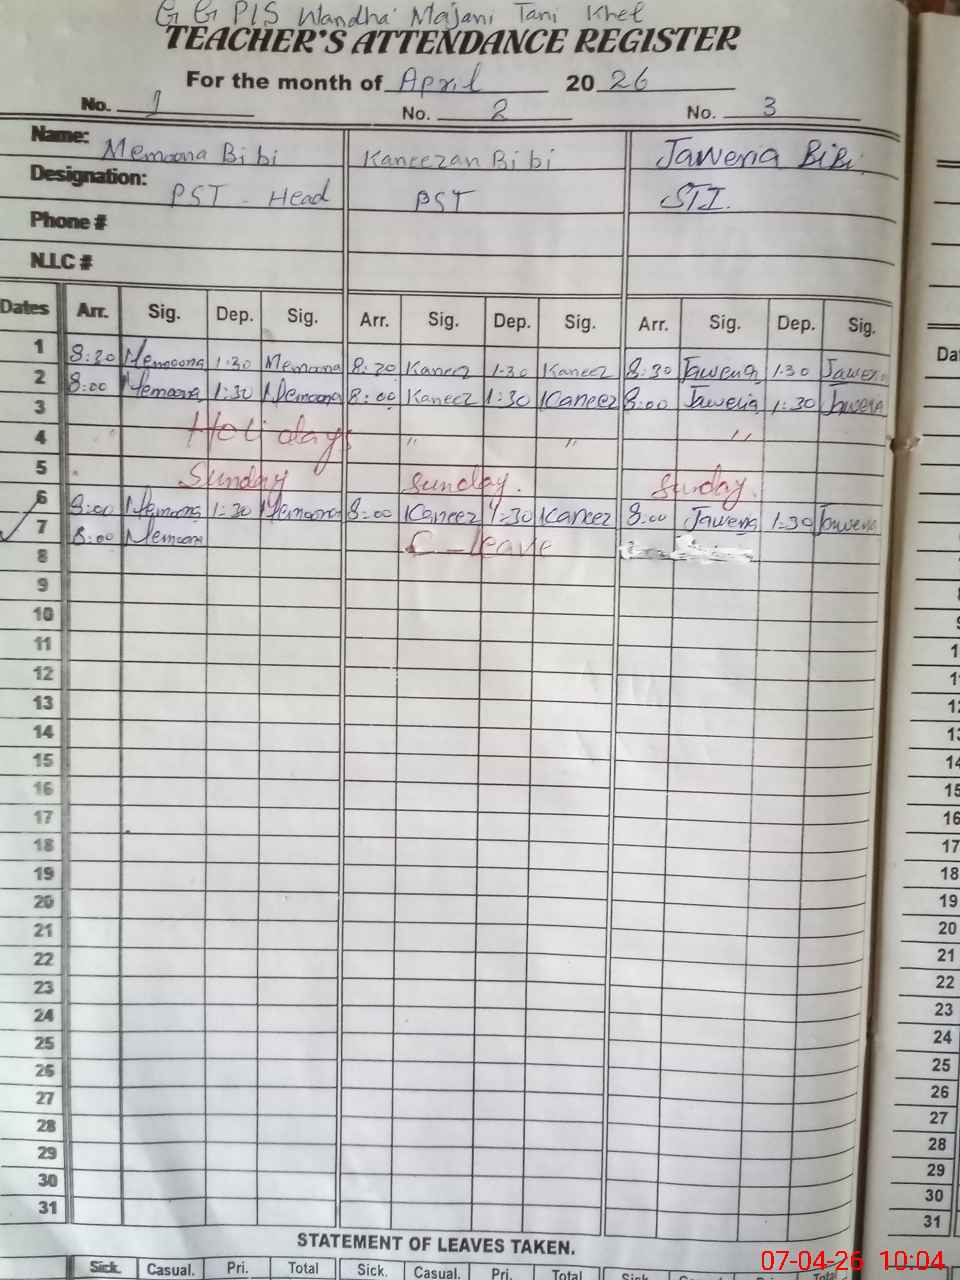 G G P/S Wandha Majani Tani Khel
TEACHER'S ATTENDANCE REGISTER
For the month of April 20 26
No. 1 No. 2 No. 3
Name: Memoona Bibi Kaneezan Bibi Jaweria BiBi.
Designation: PST - Head PST STI.
Phone #
N.I.C #
Dates Arr. Sig. Dep. Sig. Arr. Sig. Dep. Sig. Arr. Sig. Dep. Sig.
1 8:30 Memoona 1:30 Memoona 8:30 Kaneez 1:30 Kaneez 8:30 Jaweria 1:30 Jaweria
2 8:00 Memoona 1:30 Memoona 8:00 Kaneez 1:30 Kaneez 8:00 Jaweria 1:30 Jaweria
3
4 Holidays " " "
5 Sunday Sunday. Sunday.
6 8:00 Memoona 1:30 Memoona 8:00 Kaneez 1:30 Kaneez 8:00 Jaweria 1:30 Jaweria
7 8:00 Memoona C-leave
8
9
10
11
12
13
14
15
16
17
18
19
20
21
22
23
24
25
26
27
28
29
30
31
STATEMENT OF LEAVES TAKEN.
Sick. Casual. Pri. Total Sick. Casual. Pri. Total Sick. Casual. Pri. Total
07-04-26 10:04